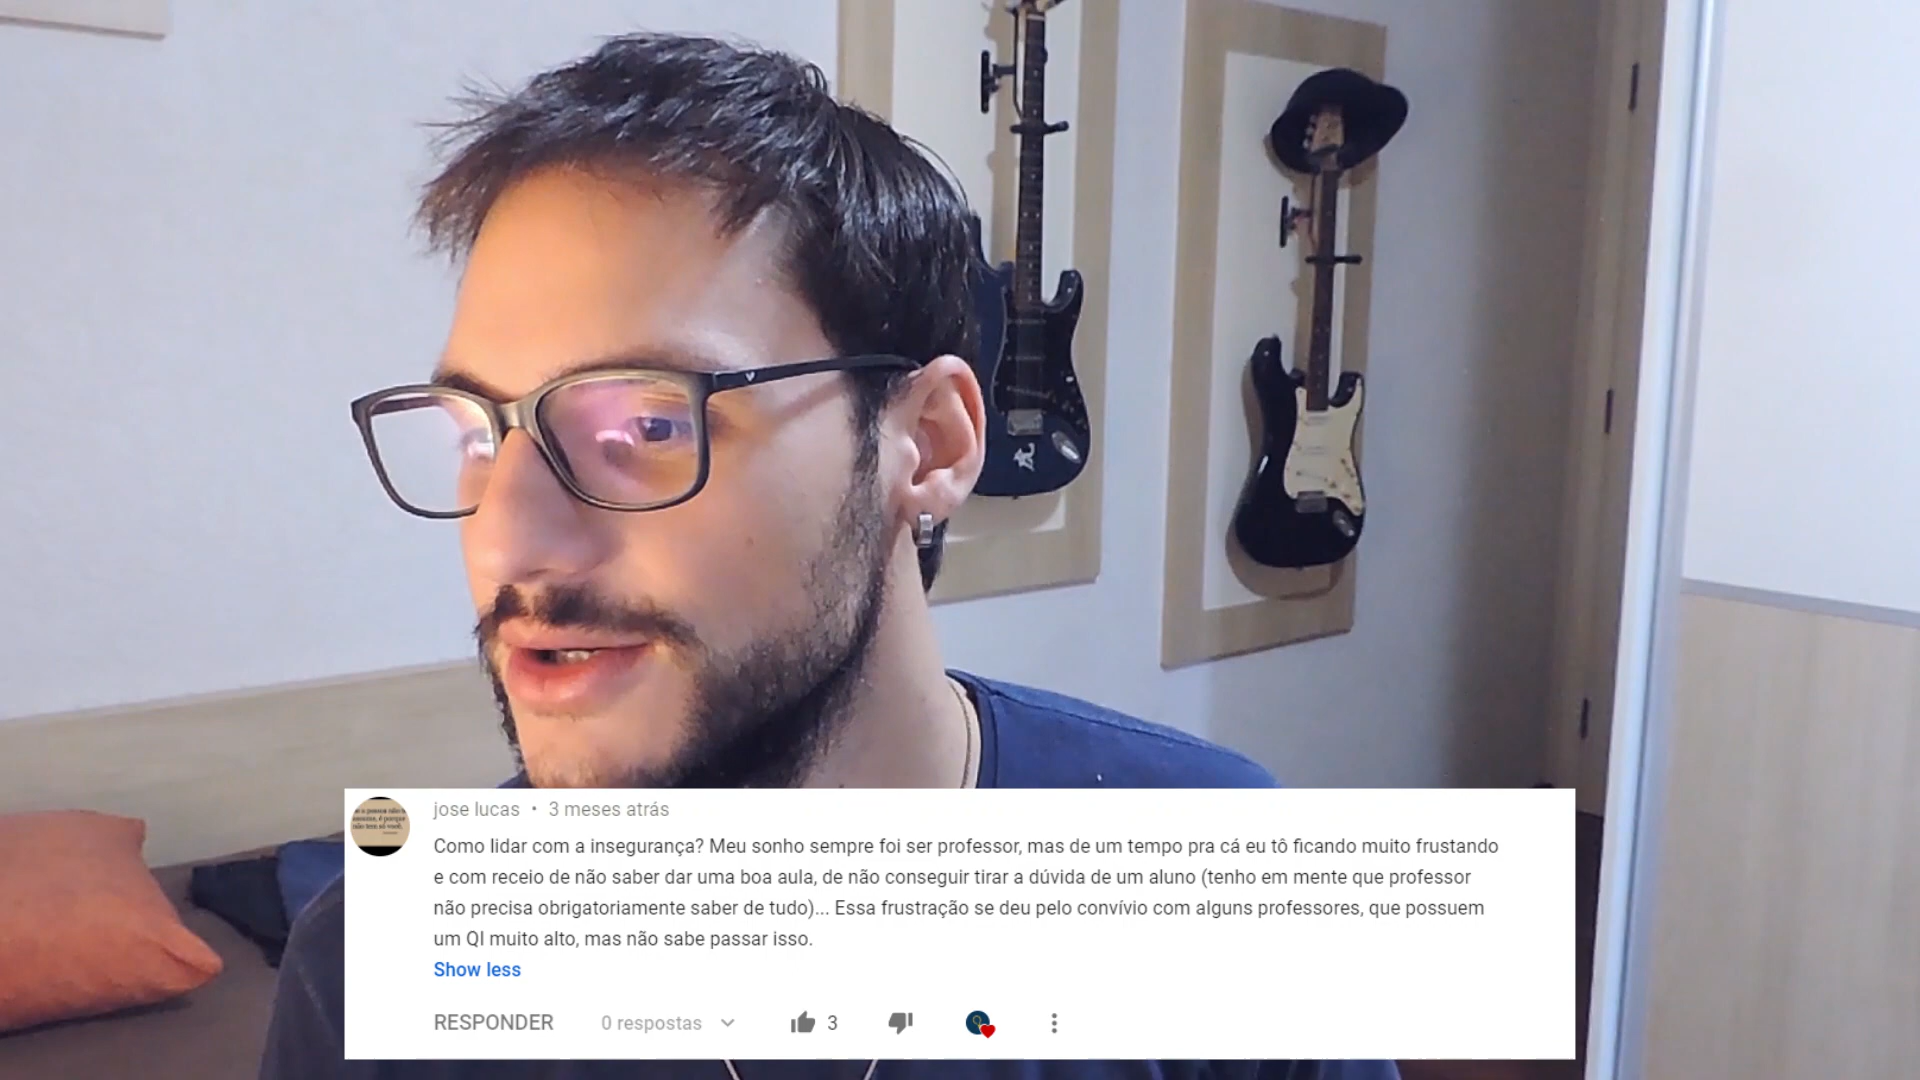 jose lucas • 3 meses atrás
Como lidar com a insegurança? Meu sonho sempre foi ser professor, mas de um tempo pra cá eu tô ficando muito frustando
e com receio de não saber dar uma boa aula, de não conseguir tirar a dúvida de um aluno (tenho em mente que professor
não precisa obrigatoriamente saber de tudo)... Essa frustração se deu pelo convívio com alguns professores, que possuem
um QI muito alto, mas não sabe passar isso.
Show less
RESPONDER 0 respostas 3